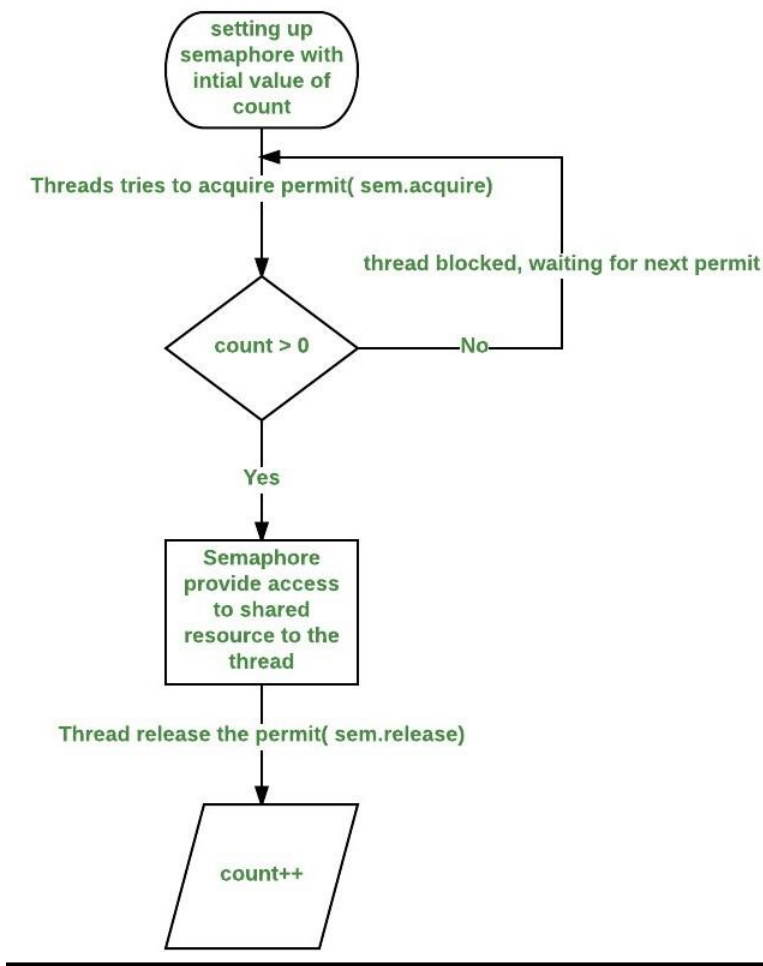 setting up
semaphore with
intial value of
count
Threads tries to acquire permit( sem.acquire)
thread blocked, waiting for next permit
count > 0
No
Yes
Semaphore
provide access
to shared
resource to the
thread
Thread release the permit( sem.release)
count++